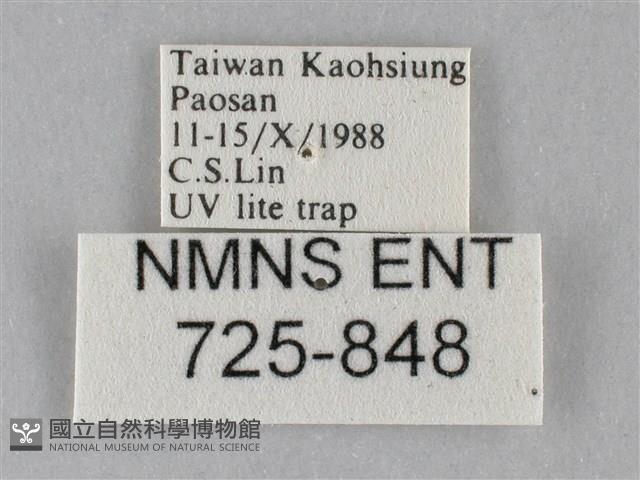 Taiwan Kaohsiung
Paosan
11-15/X/1988
C.S.Lin
UV lite trap
NMNS ENT
725-848
國立自然科學博物館
NATIONAL MUSEUM OF NATURAL SCIENCE